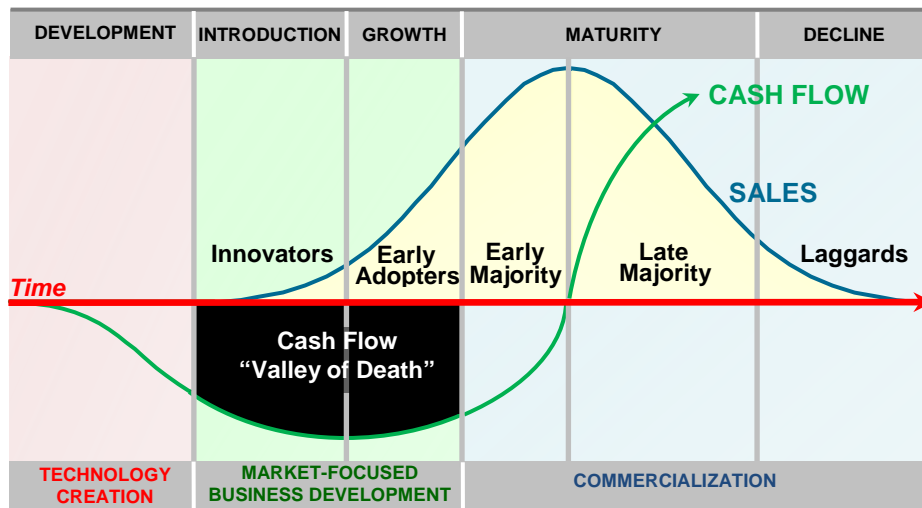 DEVELOPMENT
INTRODUCTION
GROWTH
MATURITY
DECLINE
CASH FLOW
SALES
Innovators
Early
Adopters
Early
Majority
Late
Majority
Laggards
Time
Cash Flow
“Valley of Death”
TECHNOLOGY
CREATION
MARKET-FOCUSED
BUSINESS DEVELOPMENT
COMMERCIALIZATION